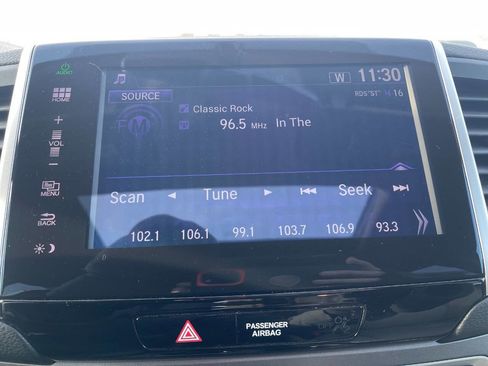 AUDIO
W 11:30
SOURCE
RDS"ST" 16
HOME
Classic Rock
FM
96.5 MHz In The
+
VOL
-
Scan Tune Seek
MENU
BACK
102.1 106.1 99.1 103.7 106.9 93.3
PASSENGER
AIRBAG